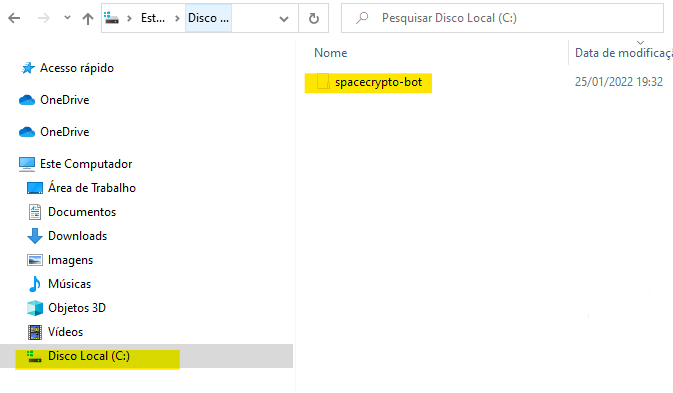 Est...
Disco ...
Pesquisar Disco Local (C:)
Nome
Data de modificaç
spacecrypto-bot
25/01/2022 19:32
Acesso rápido
OneDrive
OneDrive
Este Computador
Área de Trabalho
Documentos
Downloads
Imagens
Músicas
Objetos 3D
Vídeos
Disco Local (C:)